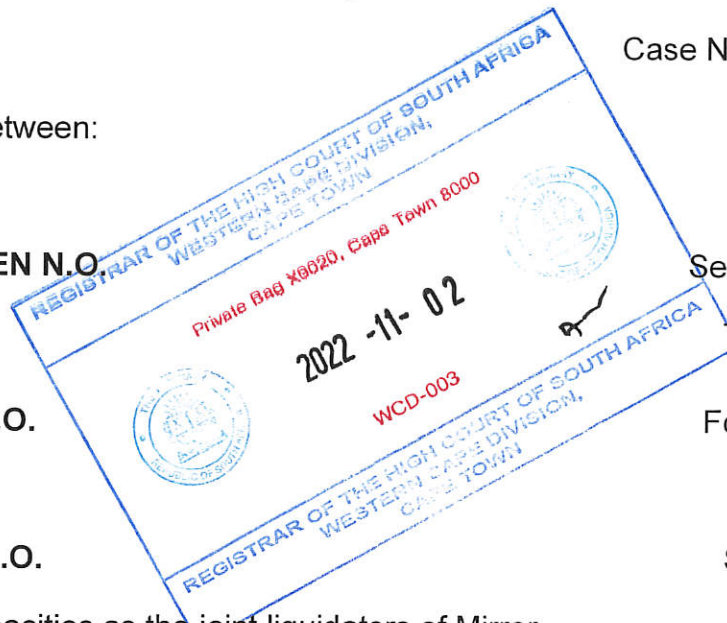 Case N
etween:
REGISTRAR OF THE HIGH COURT OF SOUTH AFRICA
WESTERN CAPE DIVISION,
CAPE TOWN
Private Bag X9020, Cape Town 8000
EN N.O.
Se
2022 -11- 02
WCD-003
.O.
Fo
REGISTRAR OF THE HIGH COURT OF SOUTH AFRICA
WESTERN CAPE DIVISION,
CAPE TOWN
.O.
S
acities as the joint liquidators of Mirror